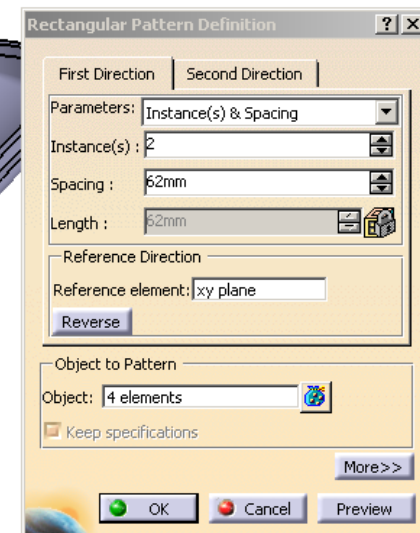 Rectangular Pattern Definition ? X
First Direction Second Direction
Parameters: Instance(s) & Spacing
Instance(s) : 2
Spacing : 62mm
Length : 62mm
Reference Direction
Reference element: xy plane
Reverse
Object to Pattern
Object: 4 elements
Keep specifications
More>>
OK Cancel Preview